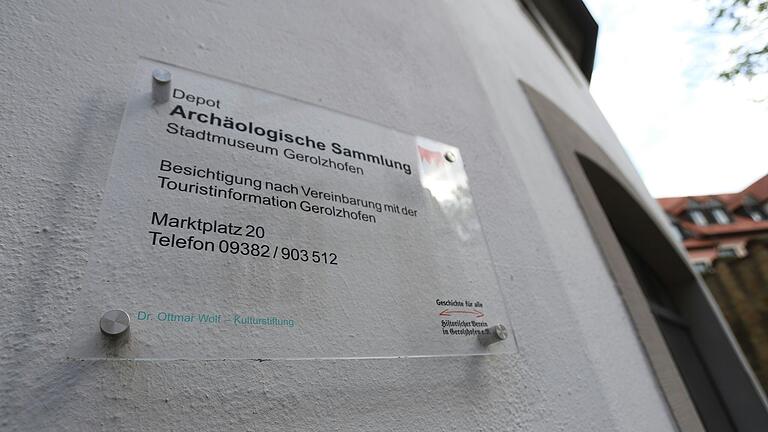 Depot
Archäologische Sammlung
Stadtmuseum Gerolzhofen
Besichtigung nach Vereinbarung mit der
Touristinformation Gerolzhofen
Marktplatz 20
Telefon 09382 / 903 512
Dr. Ottmar Wolf – Kulturstiftung
Geschichte für alle
Historischer Verein
in Gerolzhofen e.V.